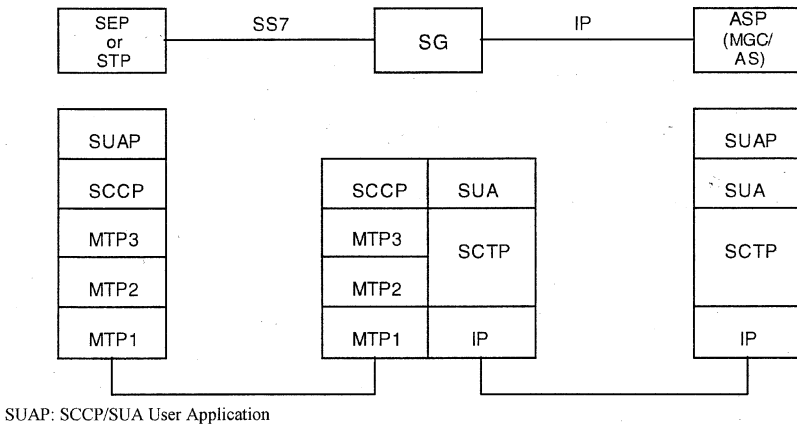 SEP
or
STP
SS7
SG
IP
ASP
(MGC/
AS)
SUAP
SCCP
MTP3
MTP2
MTP1
SCCP
SUA
MTP3
SCTP
MTP2
MTP1
IP
SUAP
SUA
SCTP
IP
SUAP: SCCP/SUA User Application